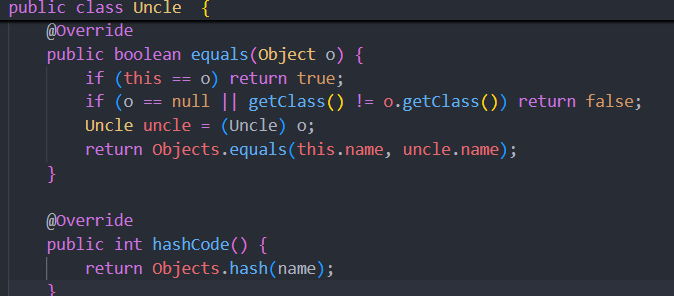 public class Uncle  {
    @Override
    public boolean equals(Object o) {
        if (this == o) return true;
        if (o == null || getClass() != o.getClass()) return false;
        Uncle uncle = (Uncle) o;
        return Objects.equals(this.name, uncle.name);
    }

    @Override
    public int hashCode() {
        return Objects.hash(name);
    }